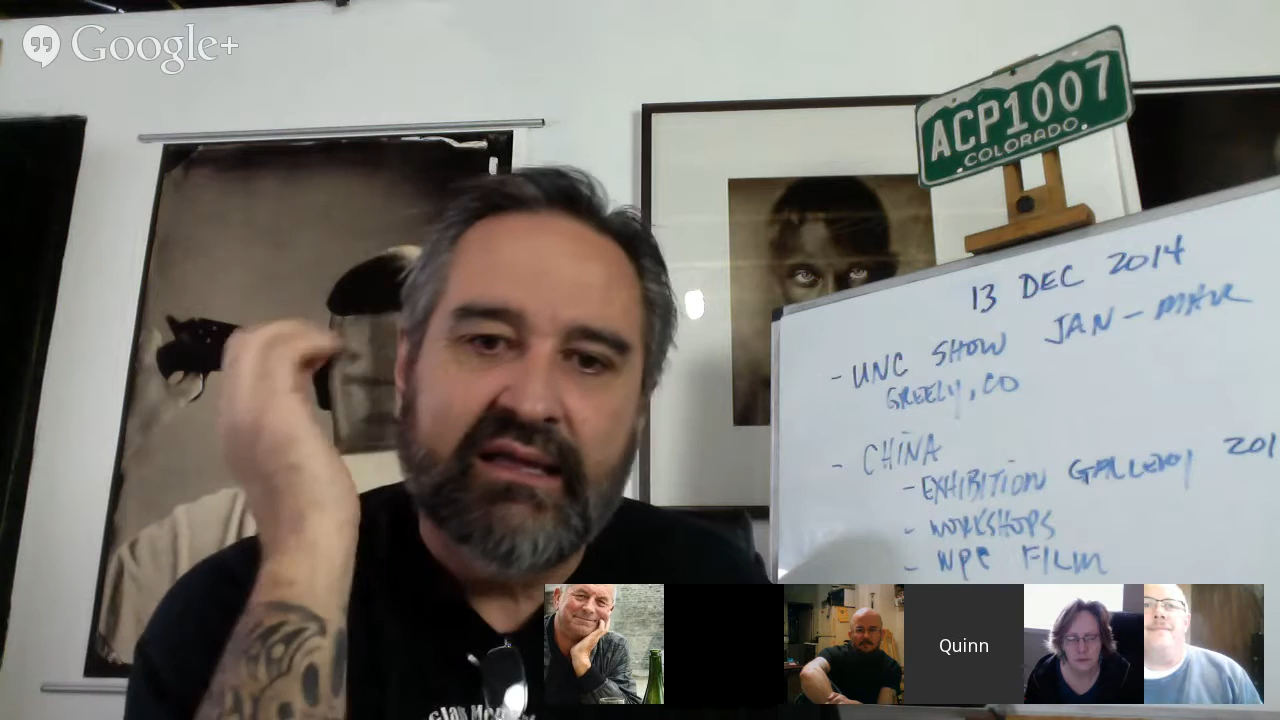 Google+
ACP1007
COLORADO
13 DEC 2014
- UNC SHOW JAN - MAR
GREELY, CO
- CHINA
- EXHIBITION GALLERY 201
- WORKSHOPS
- WPC FILM
Quinn